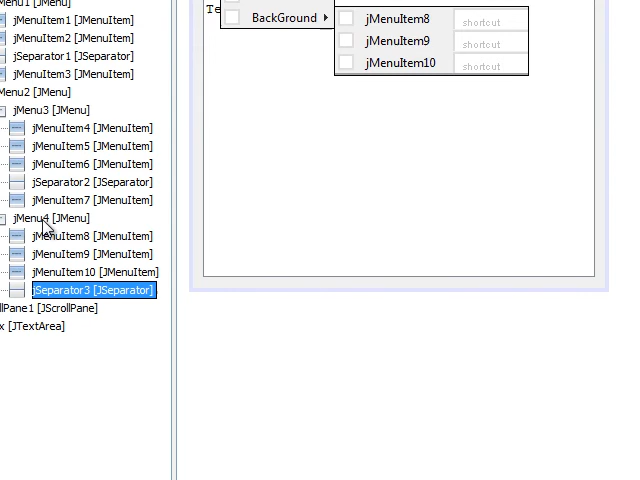 Menu1 [JMenu]
jMenuItem1 [JMenuItem]
jMenuItem2 [JMenuItem]
jSeparator1 [JSeparator]
jMenuItem3 [JMenuItem]
Menu2 [JMenu]
jMenu3 [JMenu]
jMenuItem4 [JMenuItem]
jMenuItem5 [JMenuItem]
jMenuItem6 [JMenuItem]
jSeparator2 [JSeparator]
jMenuItem7 [JMenuItem]
jMenu4 [JMenu]
jMenuItem8 [JMenuItem]
jMenuItem9 [JMenuItem]
jMenuItem10 [JMenuItem]
jSeparator3 [JSeparator]
llPane1 [JScrollPane]
x [JTextArea]
Te
BackGround
jMenuItem8 shortcut
jMenuItem9 shortcut
jMenuItem10 shortcut